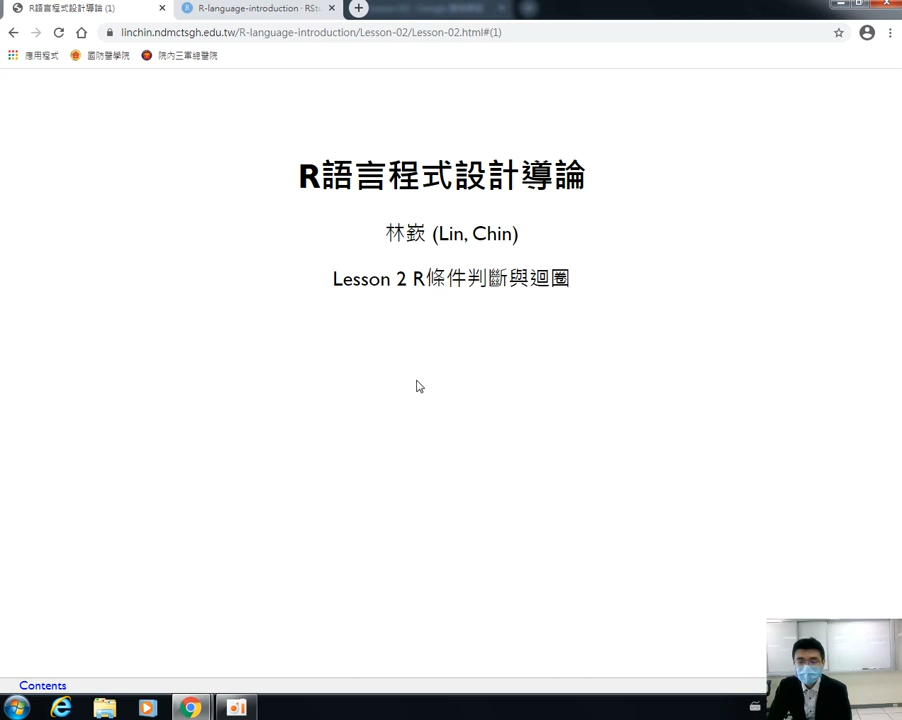 R語言程式設計導論 (1)
R-language-introduction · RSt
linchin.ndmctsgh.edu.tw/R-language-introduction/Lesson-02/Lesson-02.html#(1)
應用程式
國防醫學院
院內三軍總醫院
R語言程式設計導論
林嶔 (Lin, Chin)
Lesson 2 R條件判斷與迴圈
Contents